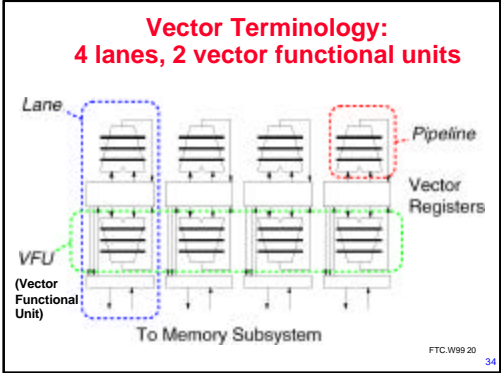 Vector Terminology:
4 lanes, 2 vector functional units
Lane
Pipeline
Vector
Registers
VFU
(Vector
Functional
Unit)
To Memory Subsystem
FTC.W99 20
34